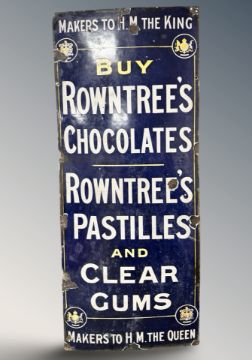 MAKERS TO H.M. THE KING
BUY
ROWNTREE'S
CHOCOLATES
ROWNTREE'S
PASTILLES
AND
CLEAR
GUMS
MAKERS TO H.M. THE QUEEN